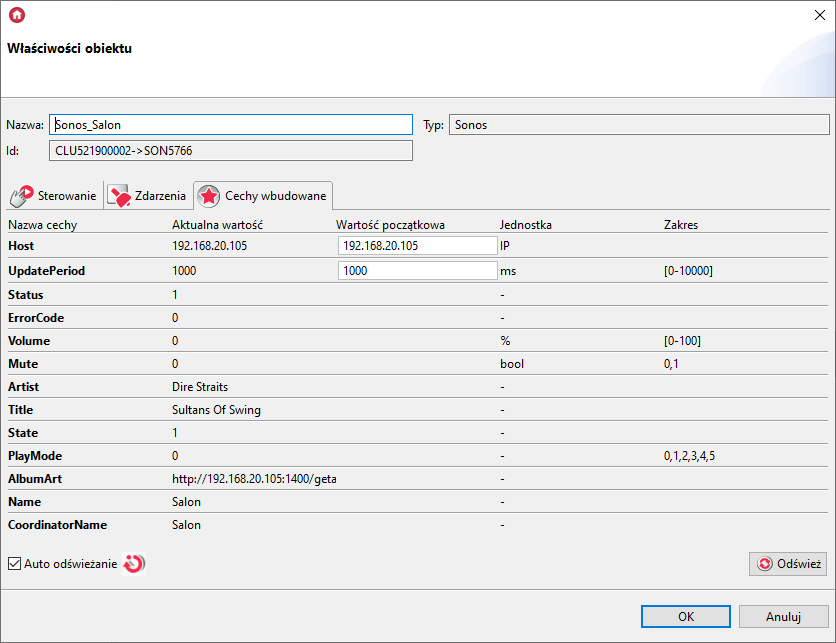 Właściwości obiektu
Nazwa: Sonos_Salon Typ: Sonos
Id: CLU521900002->SON5766
Sterowanie Zdarzenia Cechy wbudowane
Nazwa cechy Aktualna wartość Wartość początkowa Jednostka Zakres
Host 192.168.20.105 192.168.20.105 IP
UpdatePeriod 1000 1000 ms [0-10000]
Status 1 -
ErrorCode 0 -
Volume 0 % [0-100]
Mute 0 bool 0,1
Artist Dire Straits -
Title Sultans Of Swing -
State 1 -
PlayMode 0 - 0,1,2,3,4,5
AlbumArt http://192.168.20.105:1400/geta -
Name Salon -
CoordinatorName Salon -
Auto odświeżanie Odśwież
OK Anuluj